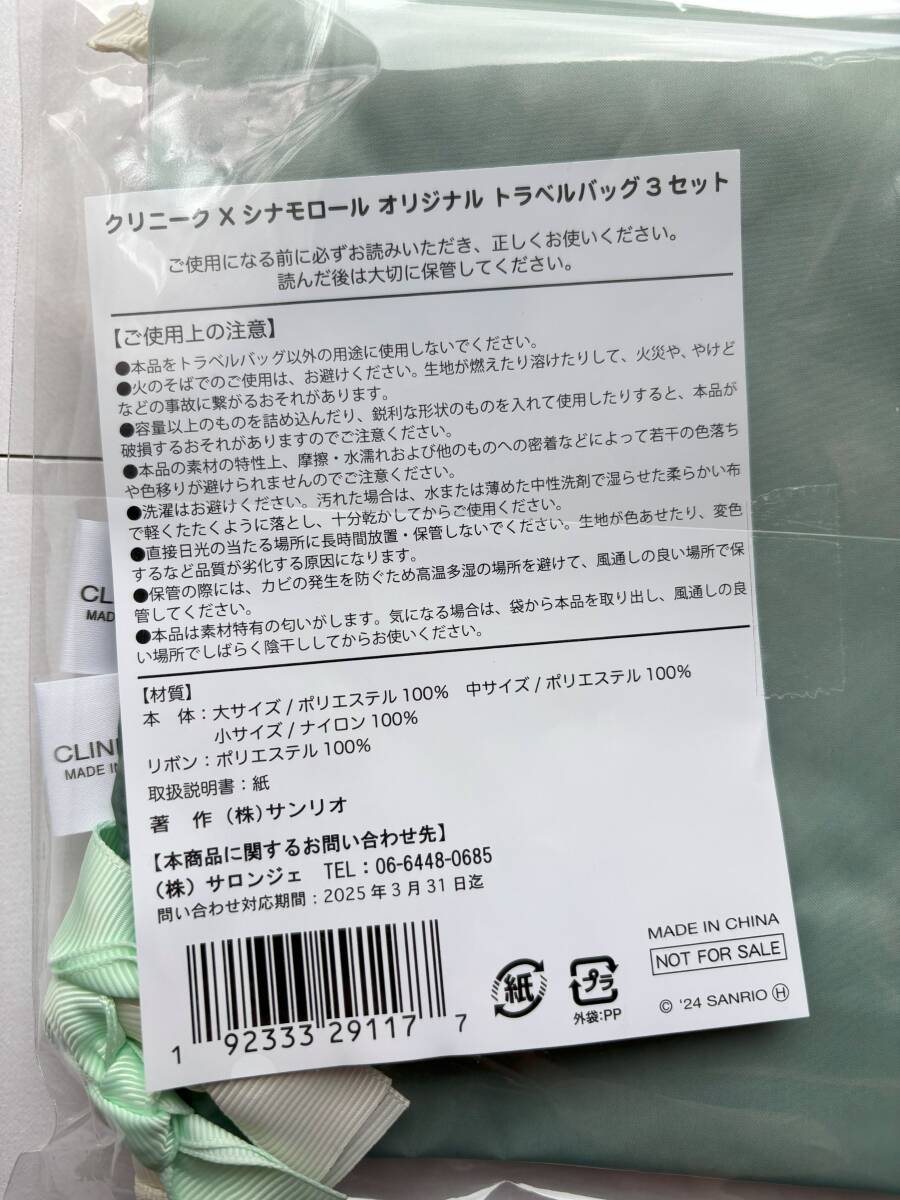 クリニーク X シナモロール オリジナル トラベルバッグ 3 セット
ご使用になる前に必ずお読みいただき、正しくお使いください。
読んだ後は大切に保管してください。
【ご使用上の注意】
●本品をトラベルバッグ以外の用途に使用しないでください。
●火のそばでのご使用は、お避けください。生地が燃えたり溶けたりして、火災や、やけど
などの事故に繋がるおそれがあります。
●容量以上のものを詰め込んだり、鋭利な形状のものを入れて使用したりすると、本品が
破損するおそれがありますのでご注意ください。
●本品の素材の特性上、摩擦・水濡れおよび他のものへの密着などによって若干の色落ち
や色移りが避けられませんのでご注意ください。
●洗濯はお避けください。汚れた場合は、水または薄めた中性洗剤で湿らせた柔らかい布
で軽くたたくように落とし、十分乾かしてからご使用ください。
●直接日光の当たる場所に長時間放置・保管しないでください。生地が色あせたり、変色
するなど品質が劣化する原因になります。
●保管の際には、カビの発生を防ぐため高温多湿の場所を避けて、風通しの良い場所で保
管してください。
●本品は素材特有の匂いがします。気になる場合は、袋から本品を取り出し、風通しの良
い場所でしばらく陰干ししてからお使いください。
【材質】
本 体：大サイズ / ポリエステル 100% 中サイズ / ポリエステル 100%
小サイズ / ナイロン 100%
リボン：ポリエステル 100%
取扱説明書：紙
著 作 （株）サンリオ
【本商品に関するお問い合わせ先】
（株）サロンジェ TEL：06-6448-0685
問い合わせ対応期間：2025 年 3 月 31 日迄
1 92333 29117 7
紙
プラ
外袋:PP
MADE IN CHINA
NOT FOR SALE
© '24 SANRIO Ⓗ
CL
MAD
CLIN
MADE IN